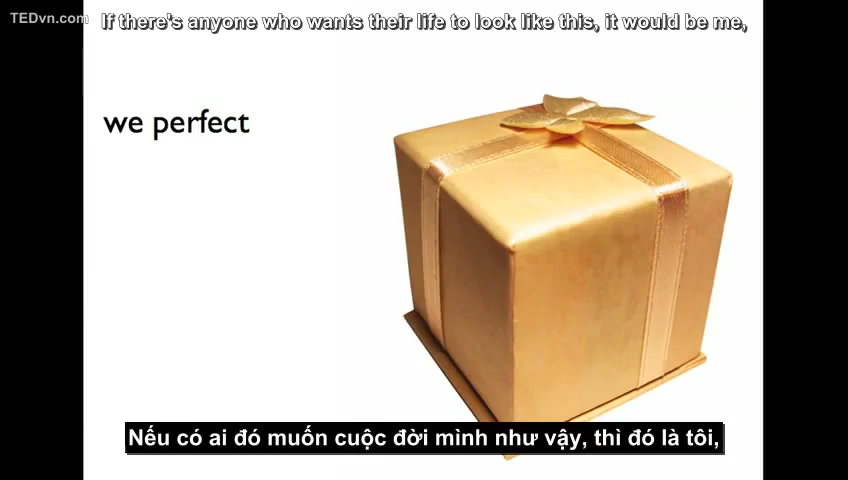 TEDvn.com
If there's anyone who wants their life to look like this, it would be me,
we perfect
Nếu có ai đó muốn cuộc đời mình như vậy, thì đó là tôi,